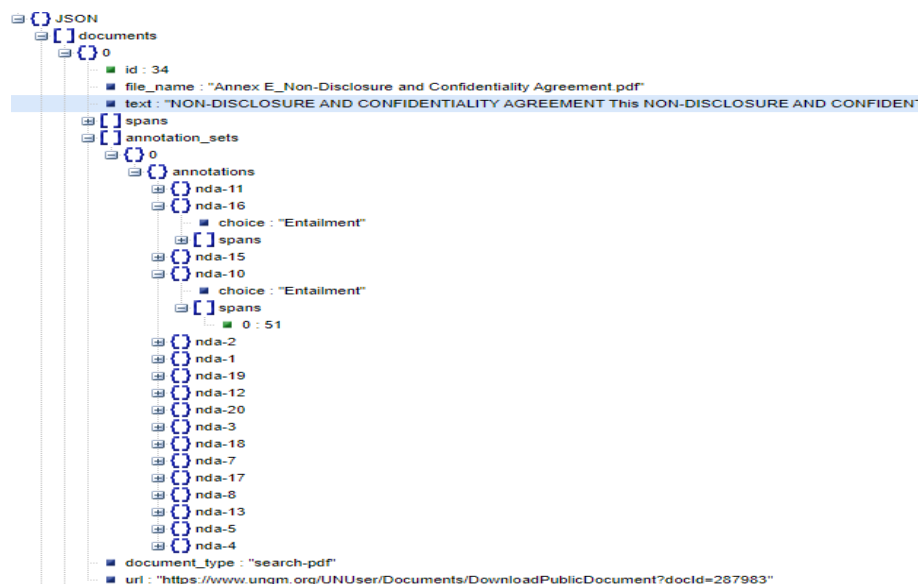 JSON
documents
0
id : 34
file_name : "Annex E_Non-Disclosure and Confidentiality Agreement.pdf"
text : "NON-DISCLOSURE AND CONFIDENTIALITY AGREEMENT This NON-DISCLOSURE AND CONFIDENT
spans
annotation_sets
0
annotations
nda-11
nda-16
choice : "Entailment"
spans
nda-15
nda-10
choice : "Entailment"
spans
0 : 51
nda-2
nda-1
nda-19
nda-12
nda-20
nda-3
nda-18
nda-7
nda-17
nda-8
nda-13
nda-5
nda-4
document_type : "search-pdf"
url : "https://www.ungm.org/UNUser/Documents/DownloadPublicDocument?docId=287983"